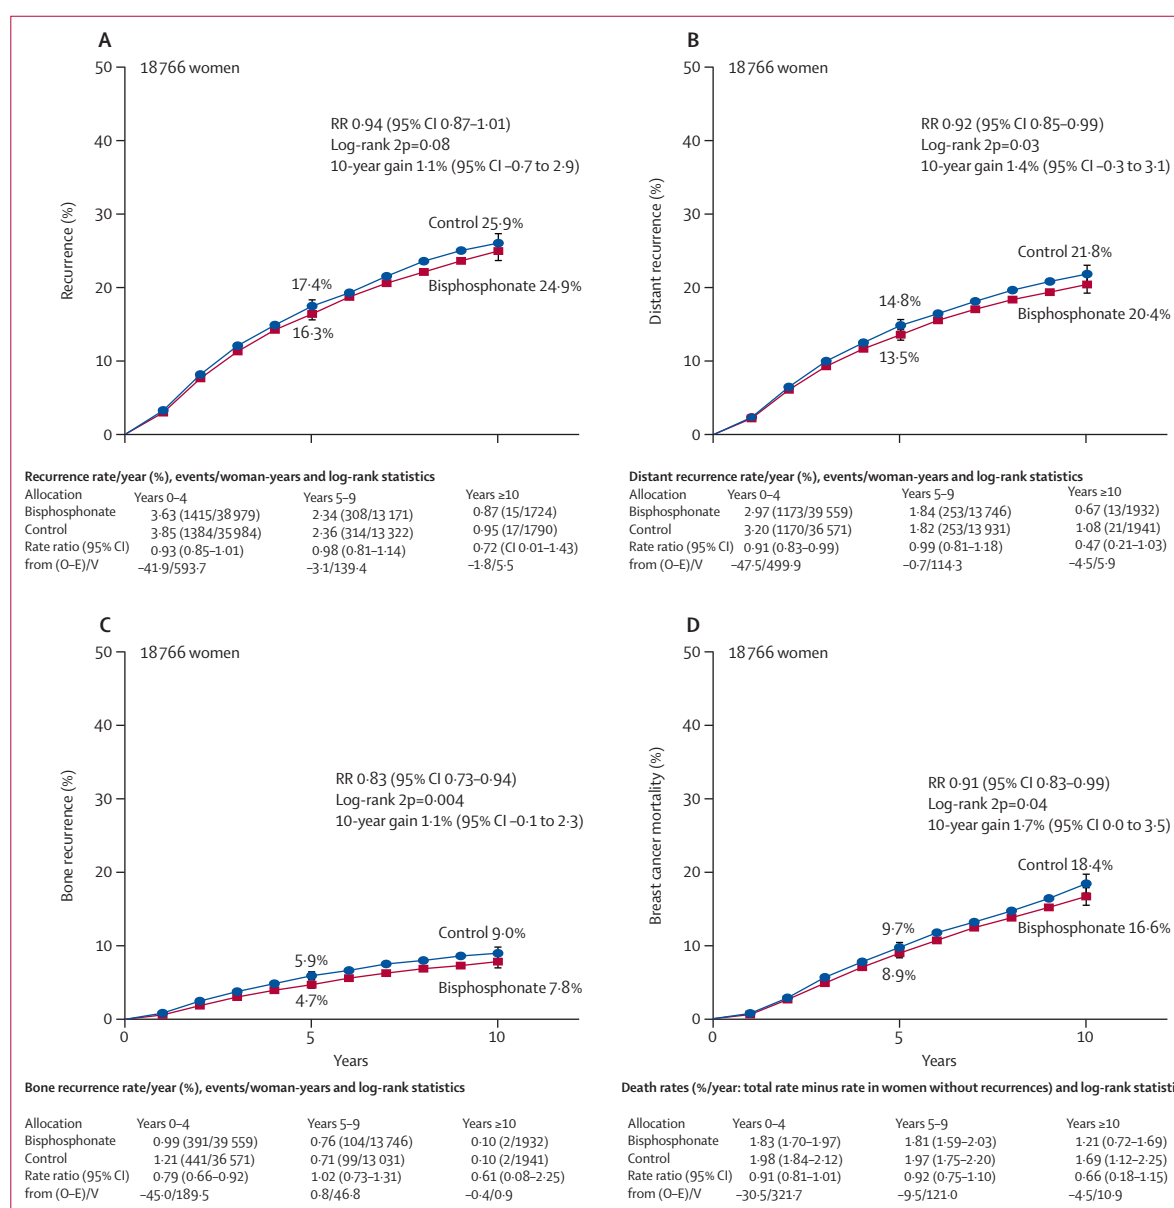 A
50
18 766 women
RR 0·94 (95% CI 0·87–1·01)
Log-rank 2p=0·08
10-year gain 1·1% (95% CI –0·7 to 2·9)
40
30
20
10
0
Recurrence (%)
Control 25·9%
17·4%
Bisphosphonate 24·9%
16·3%
Recurrence rate/year (%), events/woman-years and log-rank statistics
Allocation Years 0–4 Years 5–9 Years ≥10
Bisphosphonate 3·63 (1415/38 979) 2·34 (308/13 171) 0·87 (15/1724)
Control 3·85 (1384/35 984) 2·36 (314/13 322) 0·95 (17/1790)
Rate ratio (95% CI) 0·93 (0·85–1·01) 0·98 (0·81–1·14) 0·72 (CI 0·01–1·43)
from (O–E)/V –41·9/593·7 –3·1/139·4 –1·8/5·5
B
50
18 766 women
RR 0·92 (95% CI 0·85–0·99)
Log-rank 2p=0·03
10-year gain 1·4% (95% CI –0·3 to 3·1)
40
30
20
10
0
Distant recurrence (%)
Control 21·8%
14·8%
Bisphosphonate 20·4%
13·5%
Distant recurrence rate/year (%), events/woman-years and log-rank statistics
Allocation Years 0–4 Years 5–9 Years ≥10
Bisphosphonate 2·97 (1173/39 559) 1·84 (253/13 746) 0·67 (13/1932)
Control 3·20 (1170/36 571) 1·82 (253/13 931) 1·08 (21/1941)
Rate ratio (95% CI) 0·91 (0·83–0·99) 0·99 (0·81–1·18) 0·47 (0·21–1·03)
from (O–E)/V –47·5/499·9 –0·7/114·3 –4·5/5·9
C
50
18 766 women
RR 0·83 (95% CI 0·73–0·94)
Log-rank 2p=0·004
10-year gain 1·1% (95% CI –0·1 to 2·3)
40
30
20
10
0
Bone recurrence (%)
Control 9·0%
5·9%
Bisphosphonate 7·8%
4·7%
0 5 10
Years
Bone recurrence rate/year (%), events/woman-years and log-rank statistics
Allocation Years 0–4 Years 5–9 Years ≥10
Bisphosphonate 0·99 (391/39 559) 0·76 (104/13 746) 0·10 (2/1932)
Control 1·21 (441/36 571) 0·71 (99/13 031) 0·10 (2/1941)
Rate ratio (95% CI) 0·79 (0·66–0·92) 1·02 (0·73–1·31) 0·61 (0·08–2·25)
from (O–E)/V –45·0/189·5 0·8/46·8 –0·4/0·9
D
50
18 766 women
RR 0·91 (95% CI 0·83–0·99)
Log-rank 2p=0·04
10-year gain 1·7% (95% CI 0·0 to 3·5)
40
30
20
10
0
Breast cancer mortality (%)
Control 18·4%
9·7%
Bisphosphonate 16·6%
8·9%
0 5 10
Years
Death rates (%/year: total rate minus rate in women without recurrences) and log-rank statisti
Allocation Years 0–4 Years 5–9 Years ≥10
Bisphosphonate 1·83 (1·70–1·97) 1·81 (1·59–2·03) 1·21 (0·72–1·69)
Control 1·98 (1·84–2·12) 1·97 (1·75–2·20) 1·69 (1·12–2·25)
Rate ratio (95% CI) 0·91 (0·81–1·01) 0·92 (0·75–1·10) 0·66 (0·18–1·15)
from (O–E)/V –30·5/321·7 –9·5/121·0 –4·5/10·9